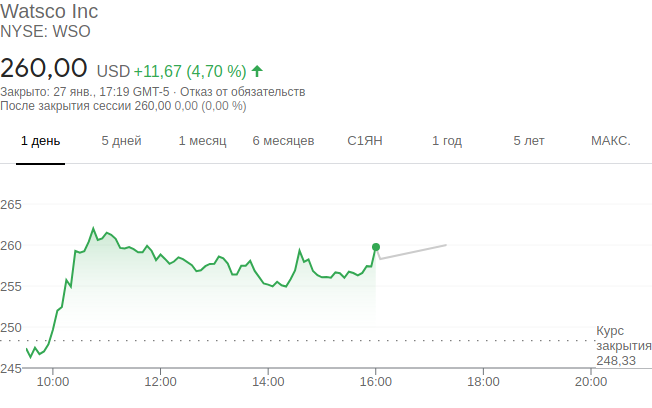 Watsco Inc
NYSE: WSO
260,00 USD +11,67 (4,70 %)
Закрыто: 27 янв., 17:19 GMT-5 · Отказ от обязательств
После закрытия сессии 260,00 0,00 (0,00 %)
1 день 5 дней 1 месяц 6 месяцев С1ЯН 1 год 5 лет МАКС.
265
260
255
250
245
Курс
закрытия
248,33
10:00 12:00 14:00 16:00 18:00 20:00